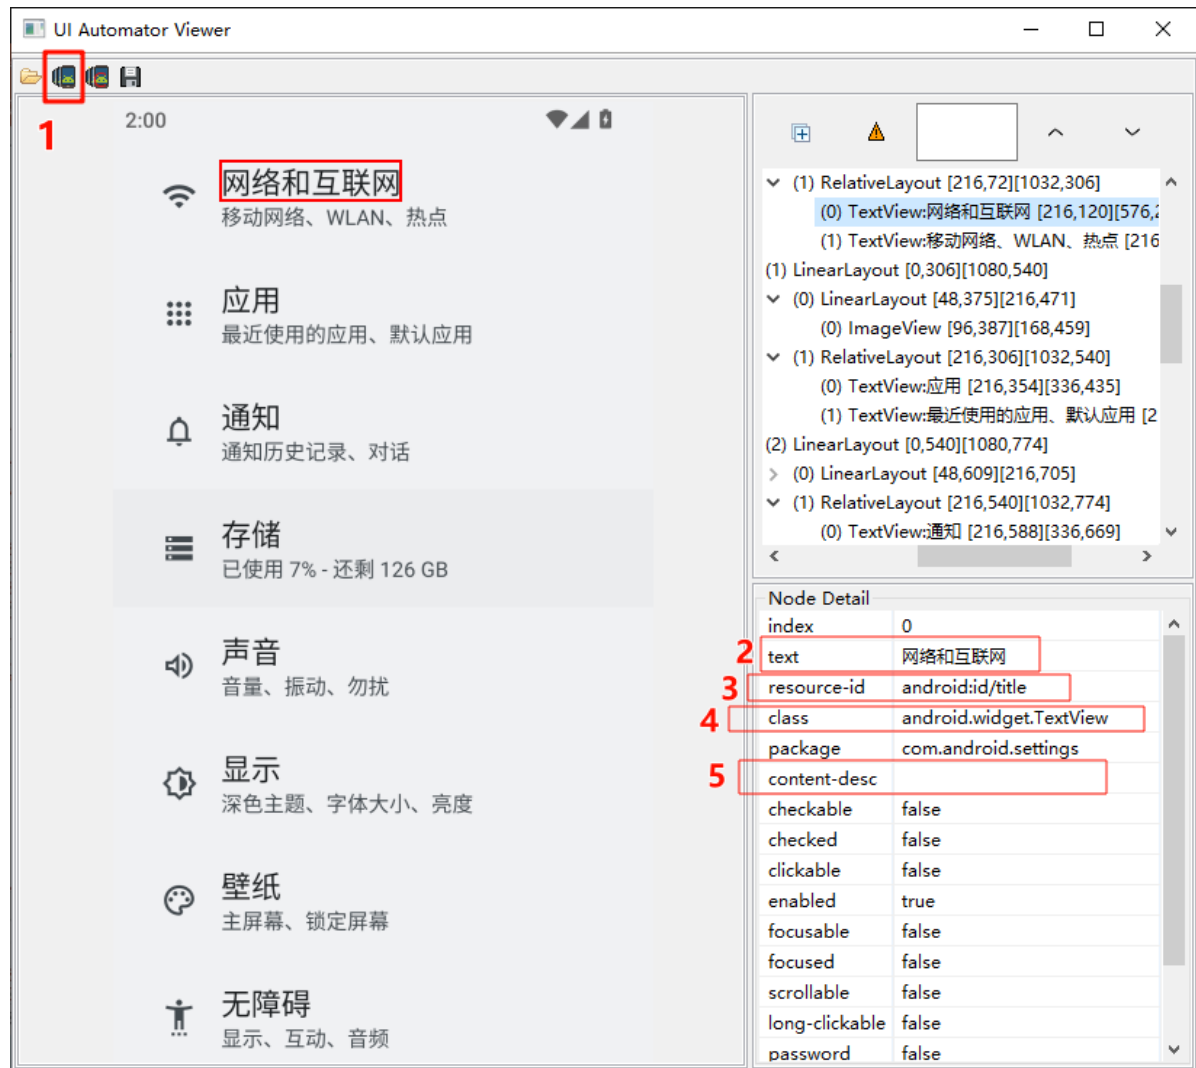 UI Automator Viewer
1
2:00
网络和互联网
移动网络、WLAN、热点
应用
最近使用的应用、默认应用
通知
通知历史记录、对话
存储
已使用 7% - 还剩 126 GB
声音
音量、振动、勿扰
显示
深色主题、字体大小、亮度
壁纸
主屏幕、锁定屏幕
无障碍
显示、互动、音频
(1) RelativeLayout [216,72][1032,306]
(0) TextView:网络和互联网 [216,120][576,2
(1) TextView:移动网络、WLAN、热点 [216
(1) LinearLayout [0,306][1080,540]
(0) LinearLayout [48,375][216,471]
(0) ImageView [96,387][168,459]
(1) RelativeLayout [216,306][1032,540]
(0) TextView:应用 [216,354][336,435]
(1) TextView:最近使用的应用、默认应用 [2
(2) LinearLayout [0,540][1080,774]
(0) LinearLayout [48,609][216,705]
(1) RelativeLayout [216,540][1032,774]
(0) TextView:通知 [216,588][336,669]
Node Detail
index 0
2 text 网络和互联网
3 resource-id android:id/title
4 class android.widget.TextView
package com.android.settings
5 content-desc
checkable false
checked false
clickable false
enabled true
focusable false
focused false
scrollable false
long-clickable false
password false